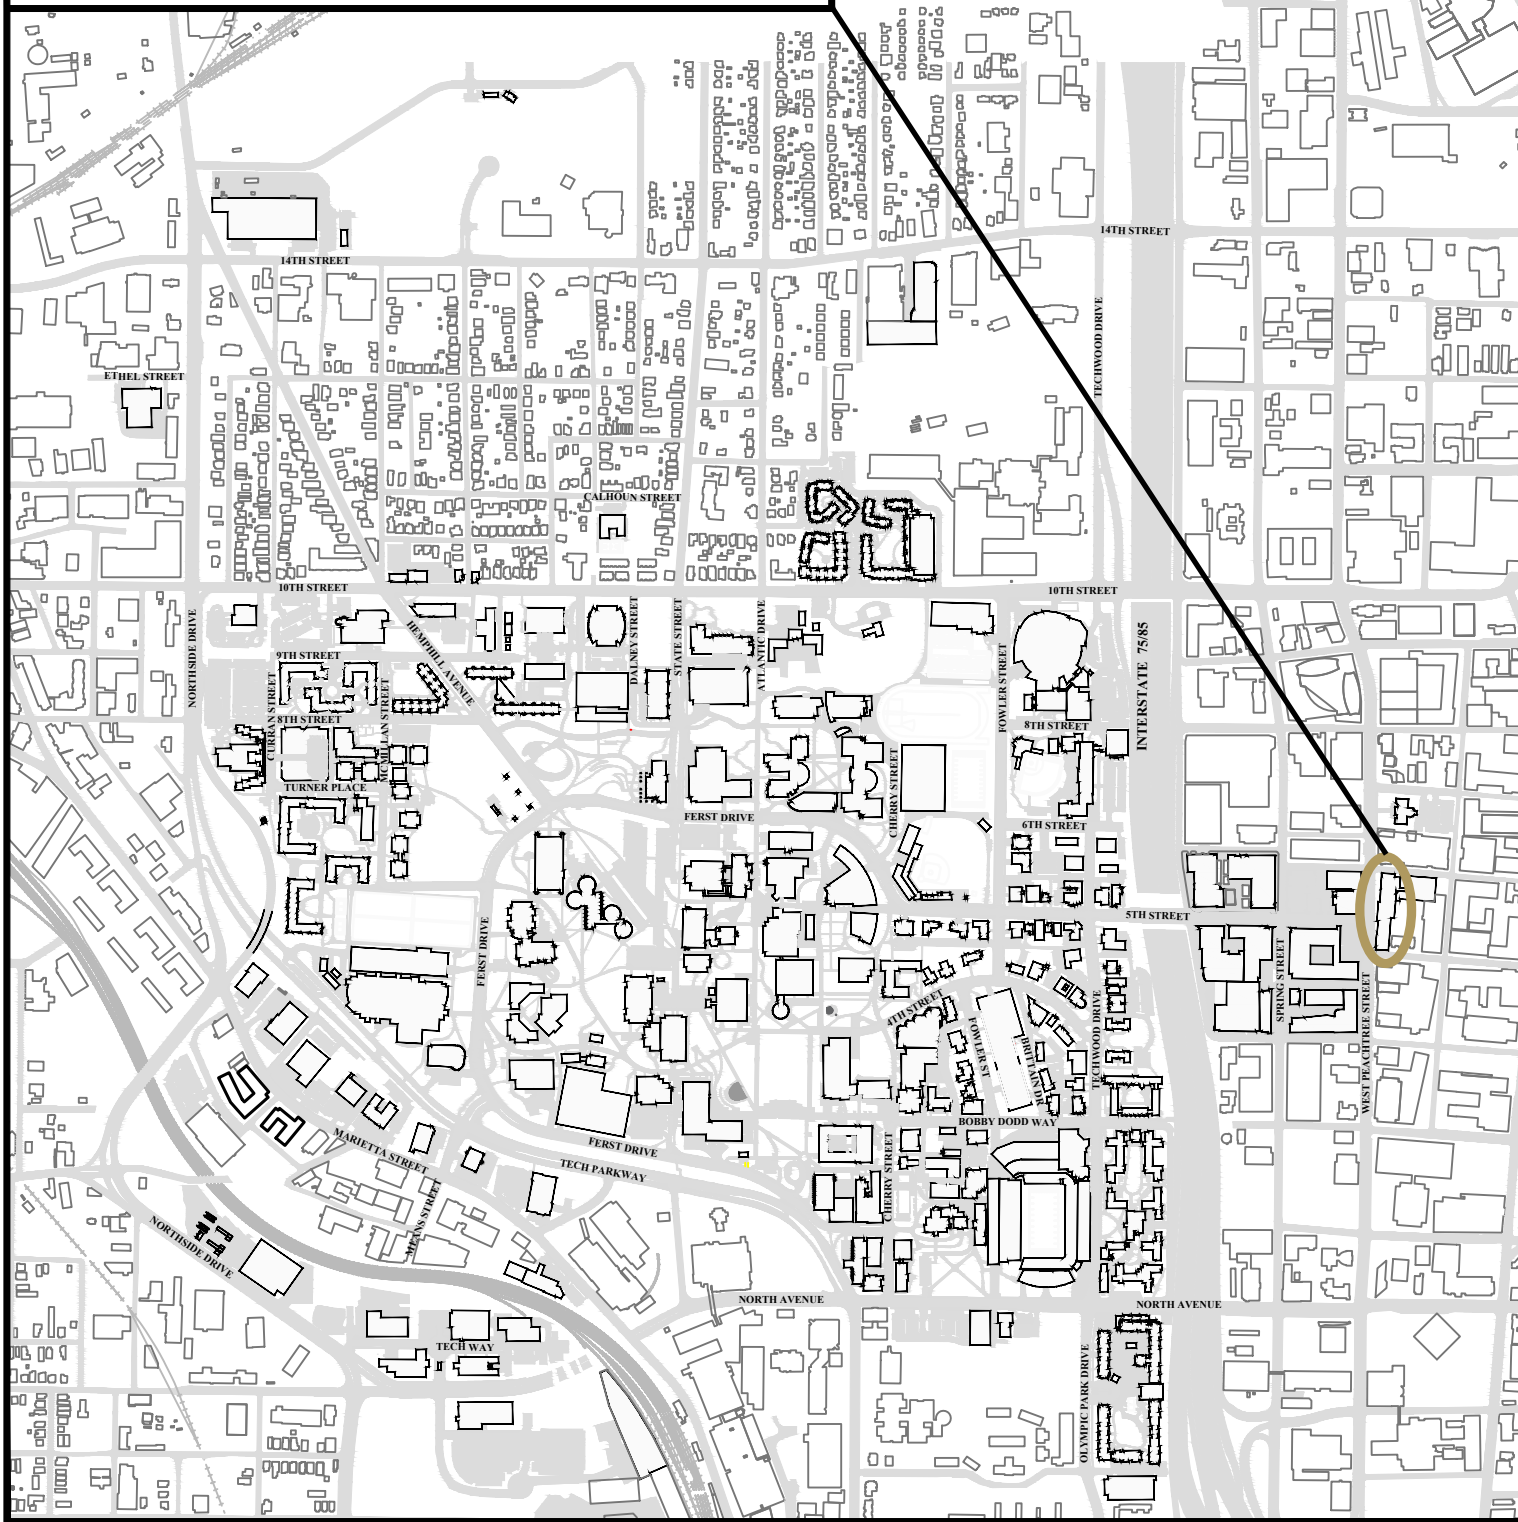 14TH STREET
14TH STREET
TECHWOOD DRIVE
ETHEL STREET
CALHOUN STREET
10TH STREET
10TH STREET
NORTHSIDE DRIVE
HEMPHILL AVENUE
DALNEY STREET
STATE STREET
ATLANTIC DRIVE
FOWLER STREET
INTERSTATE 75/85
9TH STREET
CURRAN STREET
MCMILLAN STREET
8TH STREET
8TH STREET
TURNER PLACE
FERST DRIVE
CHERRY STREET
6TH STREET
5TH STREET
FERST DRIVE
SPRING STREET
WEST PEACHTREE STREET
4TH STREET
FOWLER ST
BRITTAIN DR
TECHWOOD DRIVE
BOBBY DODD WAY
MARIETTA STREET
FERST DRIVE
TECH PARKWAY
CHERRY STREET
MEANS STREET
NORTHSIDE DRIVE
NORTH AVENUE
NORTH AVENUE
TECH WAY
OLYMPIC PARK DRIVE